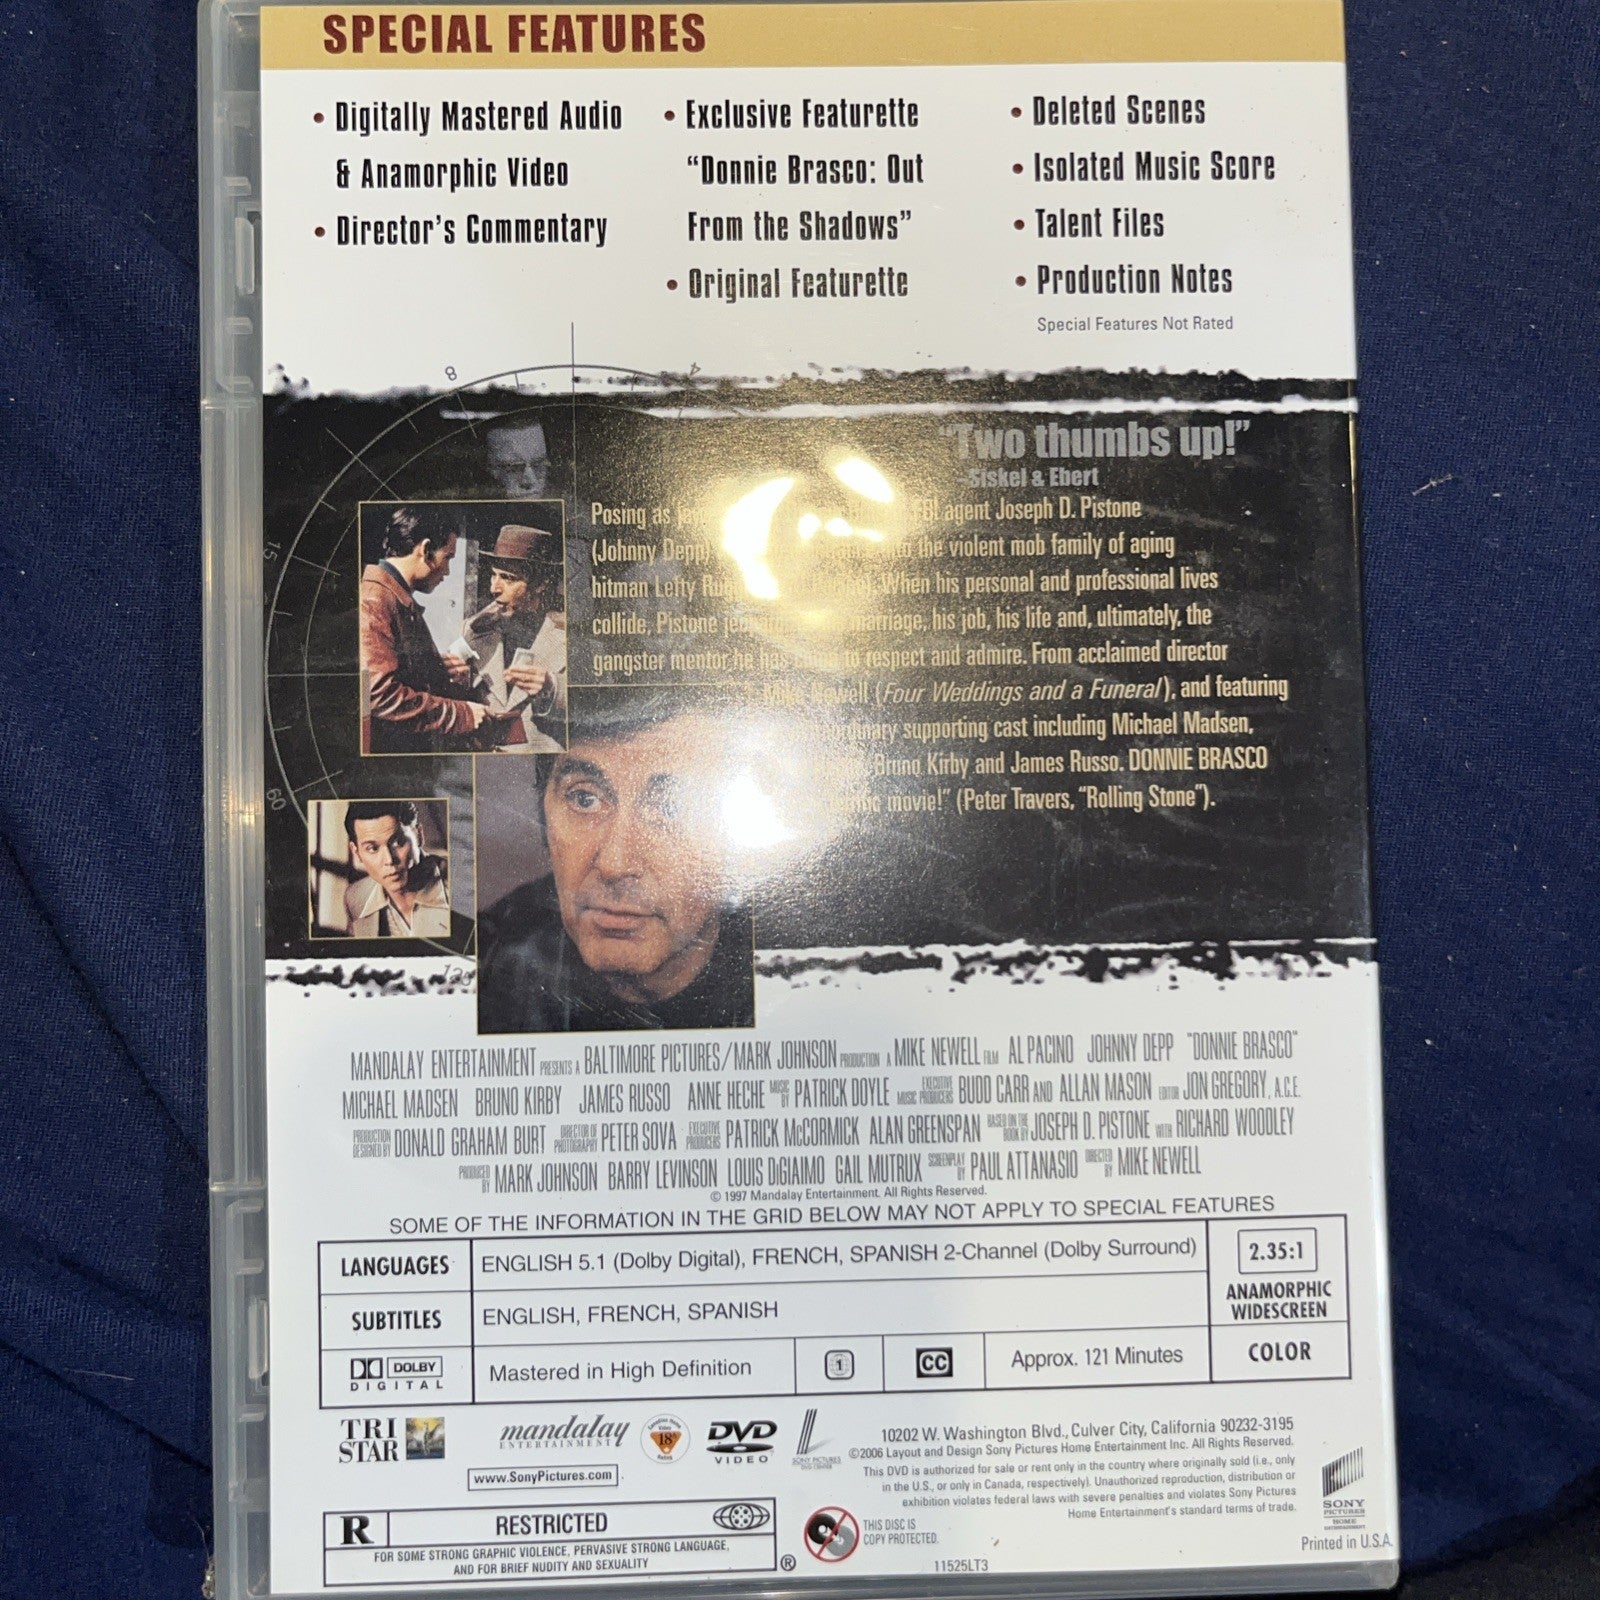 SPECIAL FEATURES
• Digitally Mastered Audio
& Anamorphic Video
• Director's Commentary
• Exclusive Featurette
"Donnie Brasco: Out
From the Shadows"
• Original Featurette
• Deleted Scenes
• Isolated Music Score
• Talent Files
• Production Notes
Special Features Not Rated
8
4
15
60
120
"Two thumbs up!"
-Siskel & Ebert
Posing as FBI agent Joseph D. Pistone
(Johnny Depp) the violent mob family of aging
hitman Lefty When his personal and professional lives
collide, Pistone marriage, his job, his life and, ultimately, the
gangster mentor he has to respect and admire. From acclaimed director
Mike Newell (Four Weddings and a Funeral), and featuring
supporting cast including Michael Madsen,
Bruno Kirby and James Russo. DONNIE BRASCO
movie!" (Peter Travers, "Rolling Stone").
MANDALAY ENTERTAINMENT PRESENTS A BALTIMORE PICTURES/MARK JOHNSON PRODUCTION A MIKE NEWELL FILM AL PACINO JOHNNY DEPP "DONNIE BRASCO"
MICHAEL MADSEN BRUNO KIRBY JAMES RUSSO ANNE HECHE MUSIC BY PATRICK DOYLE EXECUTIVE MUSIC PRODUCERS BUDD CARR AND ALLAN MASON EDITOR JON GREGORY, A.C.E.
PRODUCTION DESIGNED BY DONALD GRAHAM BURT DIRECTOR OF PHOTOGRAPHY PETER SOVA EXECUTIVE PRODUCERS PATRICK McCORMICK ALAN GREENSPAN BASED ON THE BOOK BY JOSEPH D. PISTONE WITH RICHARD WOODLEY
PRODUCED BY MARK JOHNSON BARRY LEVINSON LOUIS DiGIAIMO GAIL MUTRUX SCREENPLAY BY PAUL ATTANASIO DIRECTED BY MIKE NEWELL
© 1997 Mandalay Entertainment. All Rights Reserved.
SOME OF THE INFORMATION IN THE GRID BELOW MAY NOT APPLY TO SPECIAL FEATURES
LANGUAGES ENGLISH 5.1 (Dolby Digital), FRENCH, SPANISH 2-Channel (Dolby Surround)
2.35:1
ANAMORPHIC
WIDESCREEN
SUBTITLES ENGLISH, FRENCH, SPANISH
DOLBY
DIGITAL
Mastered in High Definition 1 CC Approx. 121 Minutes COLOR
TRI
STAR
mandalay
ENTERTAINMENT
Canadian Home
Video
18A
Rated
DVD
VIDEO
SONY PICTURES
DVD CENTER
www.SonyPictures.com
10202 W. Washington Blvd., Culver City, California 90232-3195
©2006 Layout and Design Sony Pictures Home Entertainment Inc. All Rights Reserved.
This DVD is authorized for sale or rent only in the country where originally sold (i.e., only
in the U.S., or only in Canada, respectively). Unauthorized reproduction, distribution or
exhibition violates federal laws with severe penalties and violates Sony Pictures
Home Entertainment's standard terms of trade.
SONY
PICTURES
HOME
ENTERTAINMENT
Printed in U.S.A.
R RESTRICTED
FOR SOME STRONG GRAPHIC VIOLENCE, PERVASIVE STRONG LANGUAGE,
AND FOR BRIEF NUDITY AND SEXUALITY
®
THIS DISC IS
COPY PROTECTED.
11525LT3